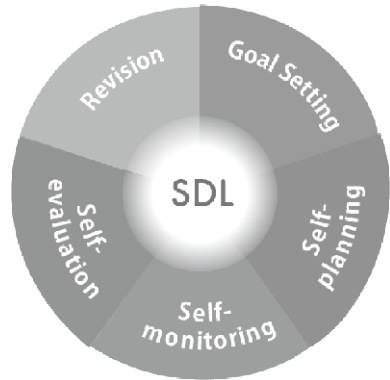 Goal Setting
Self-
planning
Self-
monitoring
Self-
evaluation
Revision
SDL